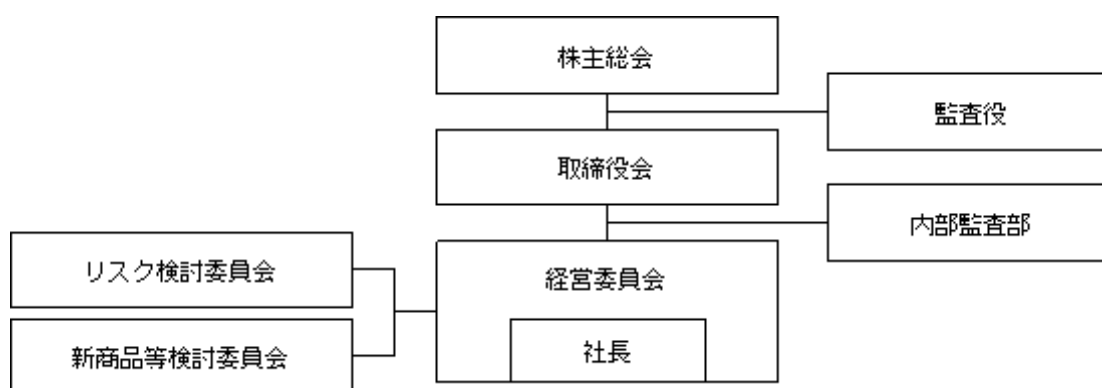 株主総会
監査役
取締役会
内部監査部
リスク検討委員会
経営委員会
新商品等検討委員会
社長